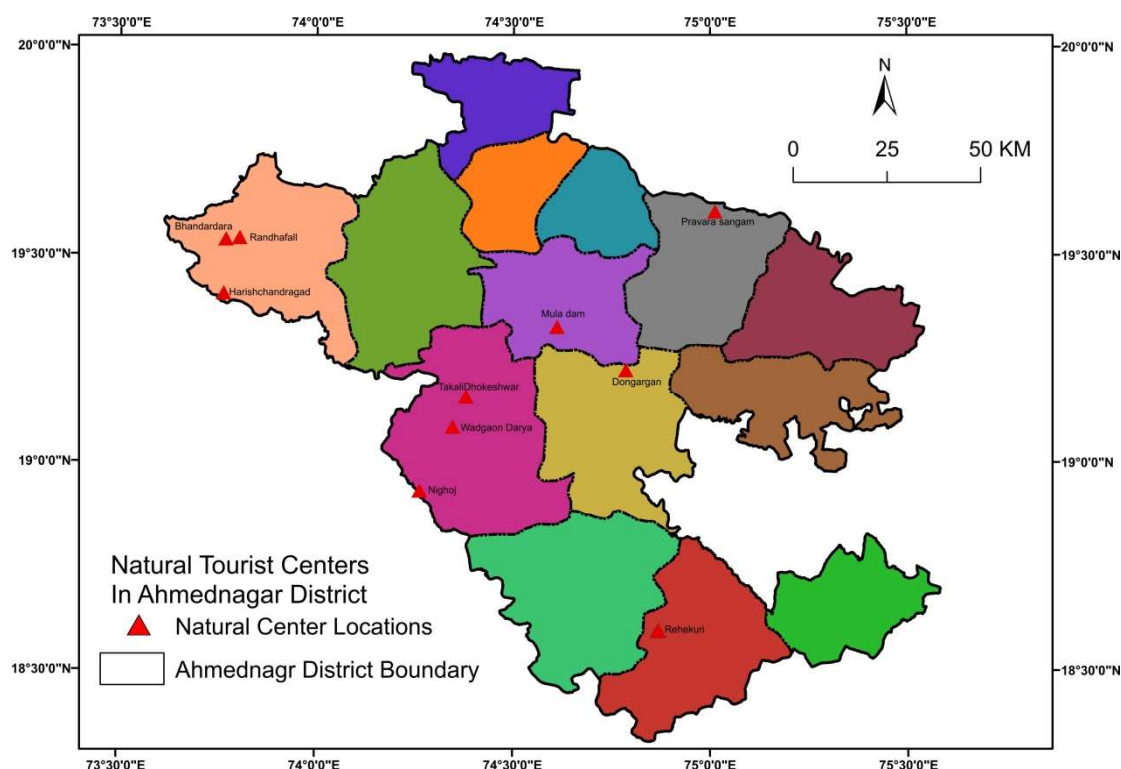 73°30'0"E 74°0'0"E 74°30'0"E 75°0'0"E 75°30'0"E
20°0'0"N 20°0'0"N
N
0 25 50 KM
Pravara sangam
Bhandardara
Randhafall
19°30'0"N 19°30'0"N
Harishchandragad
Mula dam
Dongargan
TakaliDhokeshwar
Wadgaon Darya
19°0'0"N 19°0'0"N
Nighoj
Natural Tourist Centers
In Ahmednagar District
Natural Center Locations
Rehekuri
Ahmednagr District Boundary
18°30'0"N 18°30'0"N
73°30'0"E 74°0'0"E 74°30'0"E 75°0'0"E 75°30'0"E